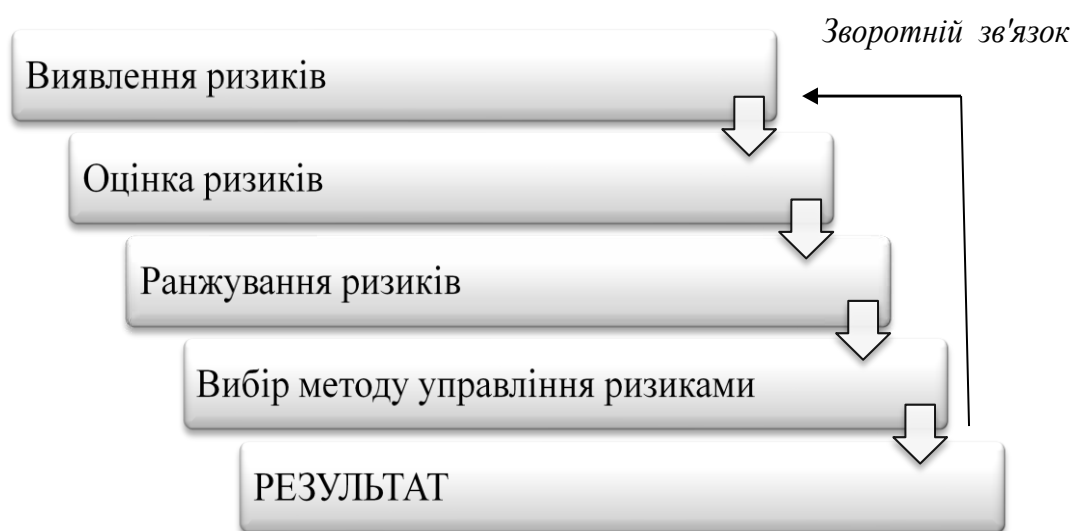 Зворотній зв'язок
Виявлення ризиків
Оцінка ризиків
Ранжування ризиків
Вибір методу управління ризиками
РЕЗУЛЬТАТ